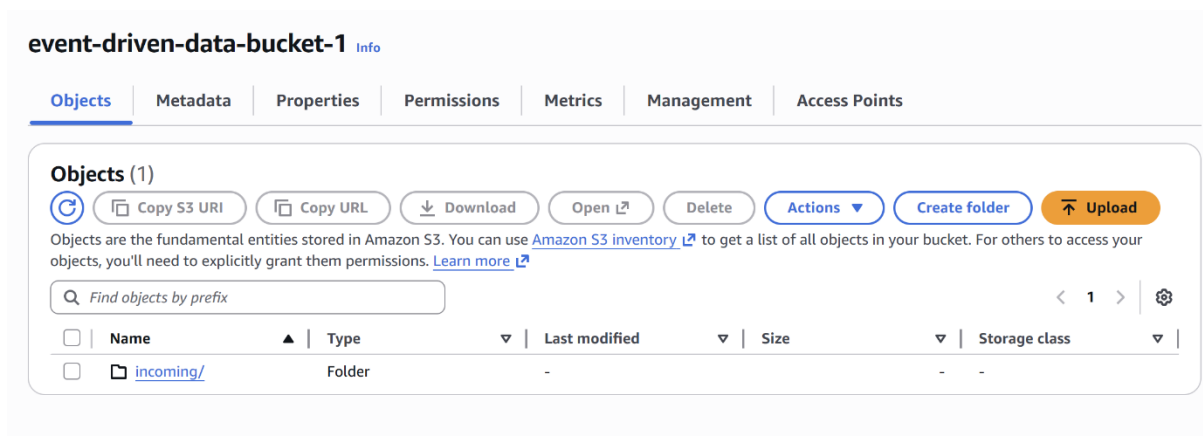 event-driven-data-bucket-1 Info
Objects Metadata Properties Permissions Metrics Management Access Points
Objects (1)
Copy S3 URI Copy URL Download Open Delete Actions Create folder Upload
Objects are the fundamental entities stored in Amazon S3. You can use Amazon S3 inventory to get a list of all objects in your bucket. For others to access your
objects, you'll need to explicitly grant them permissions. Learn more
Find objects by prefix 1
Name Type Last modified Size Storage class
incoming/ Folder - - -